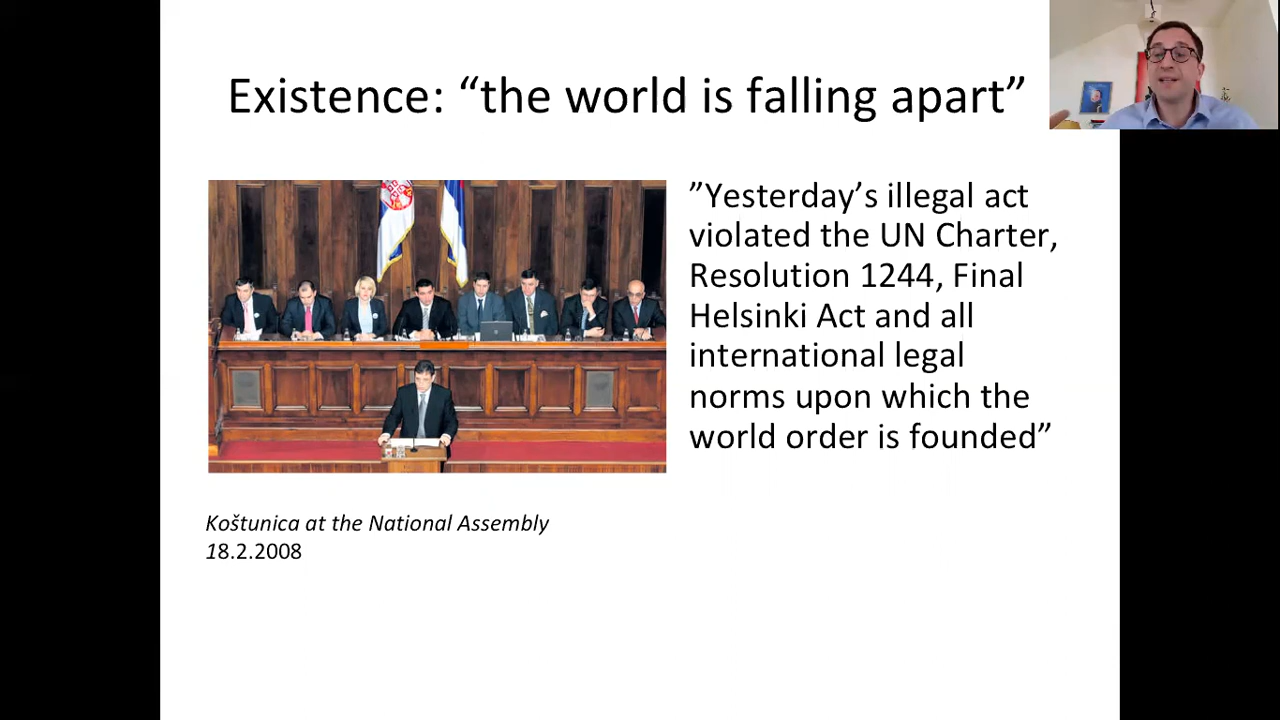 Existence: “the world is falling apart”
”Yesterday’s illegal act
violated the UN Charter,
Resolution 1244, Final
Helsinki Act and all
international legal
norms upon which the
world order is founded”
Koštunica at the National Assembly
18.2.2008